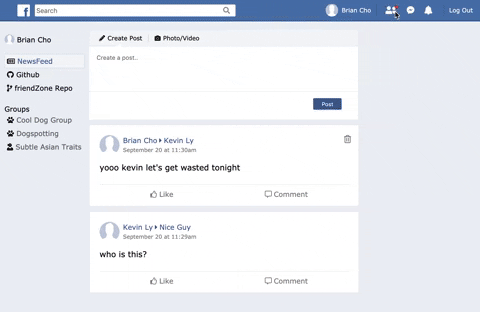 f Search Brian Cho Log Out
Brian Cho
NewsFeed
Github
friendZone Repo
Groups
Cool Dog Group
Dogspotting
Subtle Asian Traits
Create Post Photo/Video
Create a post..
Post
Brian Cho Kevin Ly
September 20 at 11:30am
yooo kevin let's get wasted tonight
Like Comment
Kevin Ly Nice Guy
September 20 at 11:29am
who is this?
Like Comment